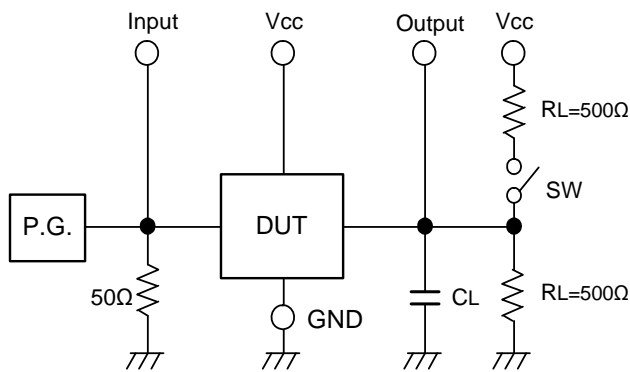 Input Vcc Output Vcc
RL=500Ω
SW
P.G. DUT
50Ω GND CL RL=500Ω